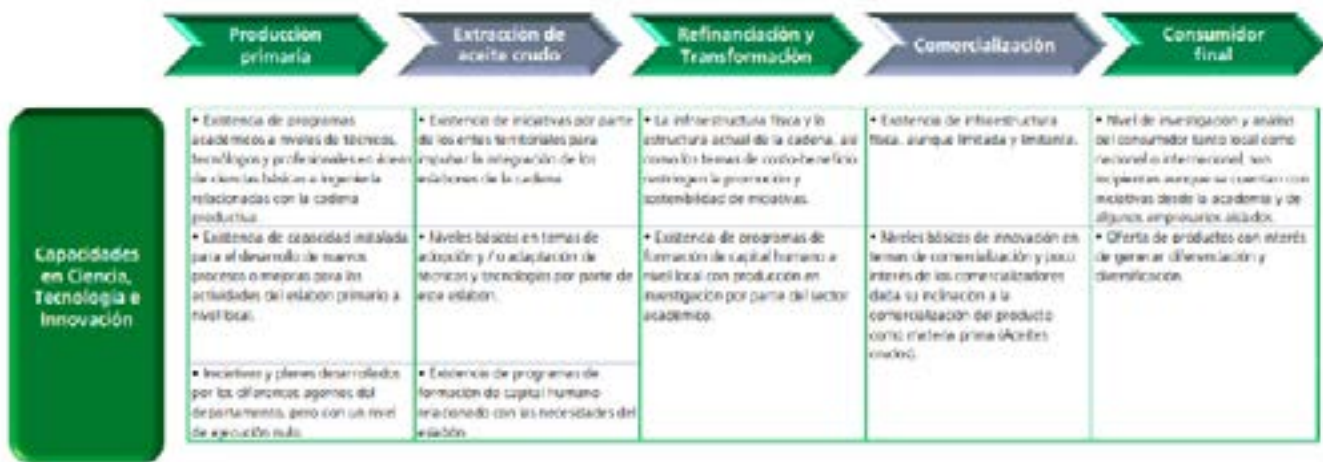 Producción
primaria
Extracción de
aceite crudo
Refinanciación y
Transformación
Comercialización
Consumidor
final
Capacidades
en Ciencia,
Tecnología e
Innovación
• Existencia de programas
académicos a niveles de técnicos,
tecnólogos y profesionales en áreas
de ciencias básicas e ingeniería
relacionadas con la cadena
productiva.
• Existencia de capacidad instalada
para el desarrollo de nuevos
procesos o mejoras para las
actividades del eslabón primario a
nivel local.
• Iniciativas y planes desarrollados
por los diferentes agentes del
departamento, pero con un nivel
de ejecución nulo.
• Existencia de iniciativas por parte
de los entes territoriales para
impulsar la integración de los
eslabones de la cadena.
• Niveles básicos en temas de
adopción y / o adaptación de
técnicas y tecnologías por parte de
este eslabón.
• Existencia de programas de
formación de capital humano
relacionado con las necesidades del
eslabón
• La infraestructura física y la
estructura actual de la cadena, así
como los temas de costo-beneficio
restringen la promoción y
sostenibilidad de iniciativas.
• Existencia de programas de
formación de capital humano a
nivel local con producción en
investigación por parte del sector
académico.
• Existencia de infraestructura
física, aunque limitada y limitante.
• Niveles básicos de innovación en
temas de comercialización y poco
interés de los comercializadores
dada su inclinación a la
comercialización del producto
como materia prima (Aceites
crudos).
• Nivel de investigación y análisis
del consumidor tanto local como
nacional o internacional, son
incipientes aunque se cuentan con
iniciativas desde la academia y de
algunos empresarios aislados.
• Oferta de productos con interés
de generar diferenciación y
diversificación.